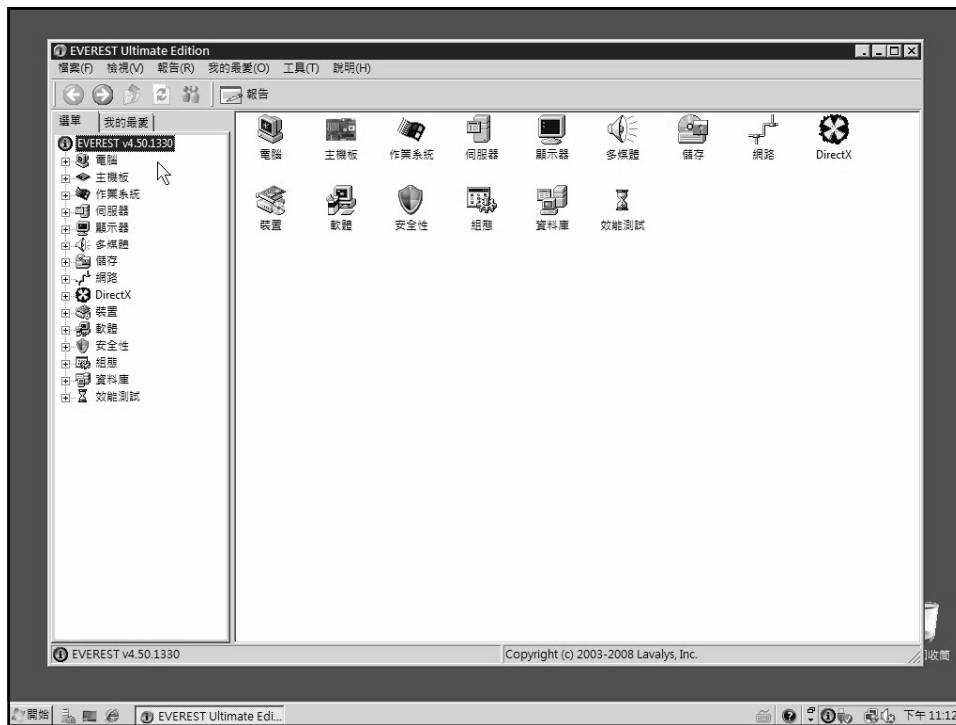 EVEREST Ultimate Edition
檔案(F) 檢視(V) 報告(R) 我的最愛(O) 工具(T) 說明(H)
報告
選單 我的最愛
EVEREST v4.50.1330
電腦
主機板
作業系統
伺服器
顯示器
多媒體
儲存
網路
DirectX
裝置
軟體
安全性
組態
資料庫
效能測試
電腦 主機板 作業系統 伺服器 顯示器 多媒體 儲存 網路 DirectX
裝置 軟體 安全性 組態 資料庫 效能測試
EVEREST v4.50.1330 Copyright (c) 2003-2008 Lavalys, Inc.
收筒
開始 EVEREST Ultimate Edi... 下午 11:12